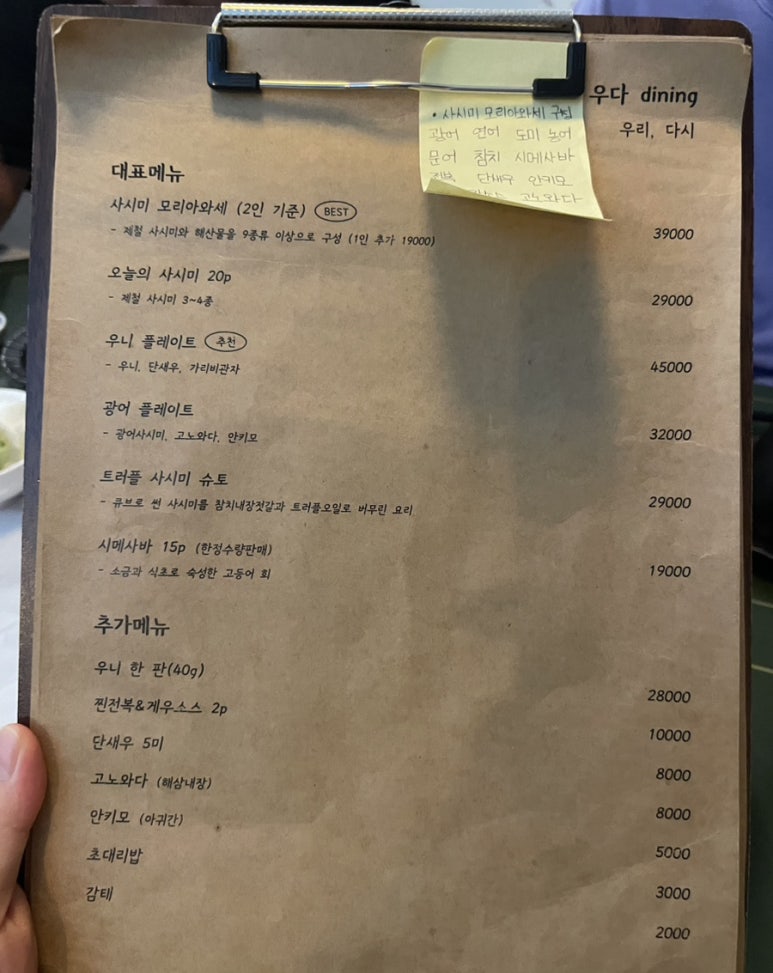 우다 dining
우리, 다시
• 사시미 모리아와세 구성
광어 연어 도미 농어
문어 참치 시메사바
단새우 안키모
고노와다
대표메뉴
사시미 모리아와세 (2인 기준) BEST
- 제철 사시미와 해산물을 9종류 이상으로 구성 (1인 추가 19000)
39000
오늘의 사시미 20p
- 제철 사시미 3~4종
29000
우니 플레이트 추천
- 우니, 단새우, 가리비관자
45000
광어 플레이트
- 광어사시미, 고노와다, 안키모
32000
트러플 사시미 슈토
- 큐브로 썬 사시미를 참치내장젓갈과 트러플오일로 버무린 요리
29000
시메사바 15p (한정수량판매)
- 소금과 식초로 숙성한 고등어 회
19000
추가메뉴
우니 한 판(40g)
28000
찐전복&게우소스 2p
10000
단새우 5미
8000
고노와다 (해삼내장)
8000
안키모 (아귀간)
5000
초대리밥
3000
감태
2000